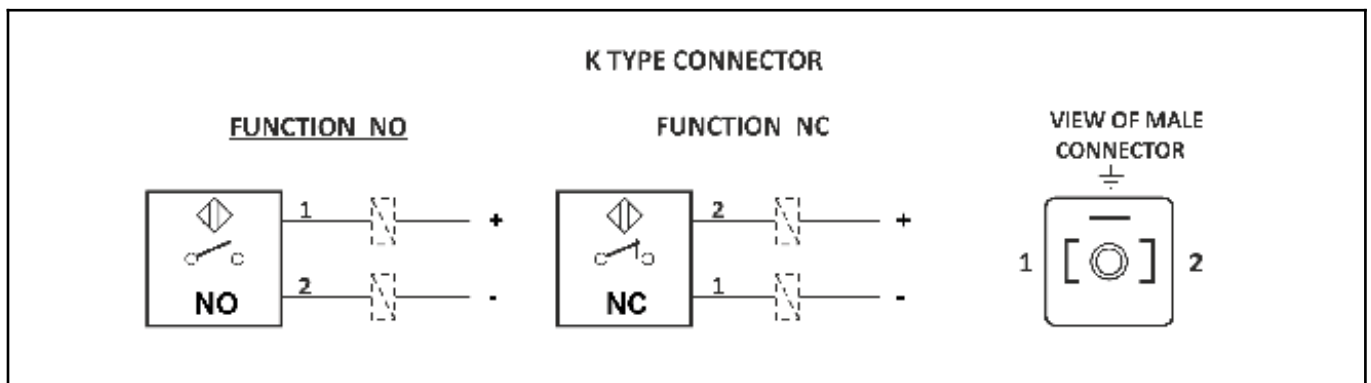 K TYPE CONNECTOR
FUNCTION NO
1
+
NO
2
-
FUNCTION NC
2
+
NC
1
-
VIEW OF MALE
CONNECTOR
1
2